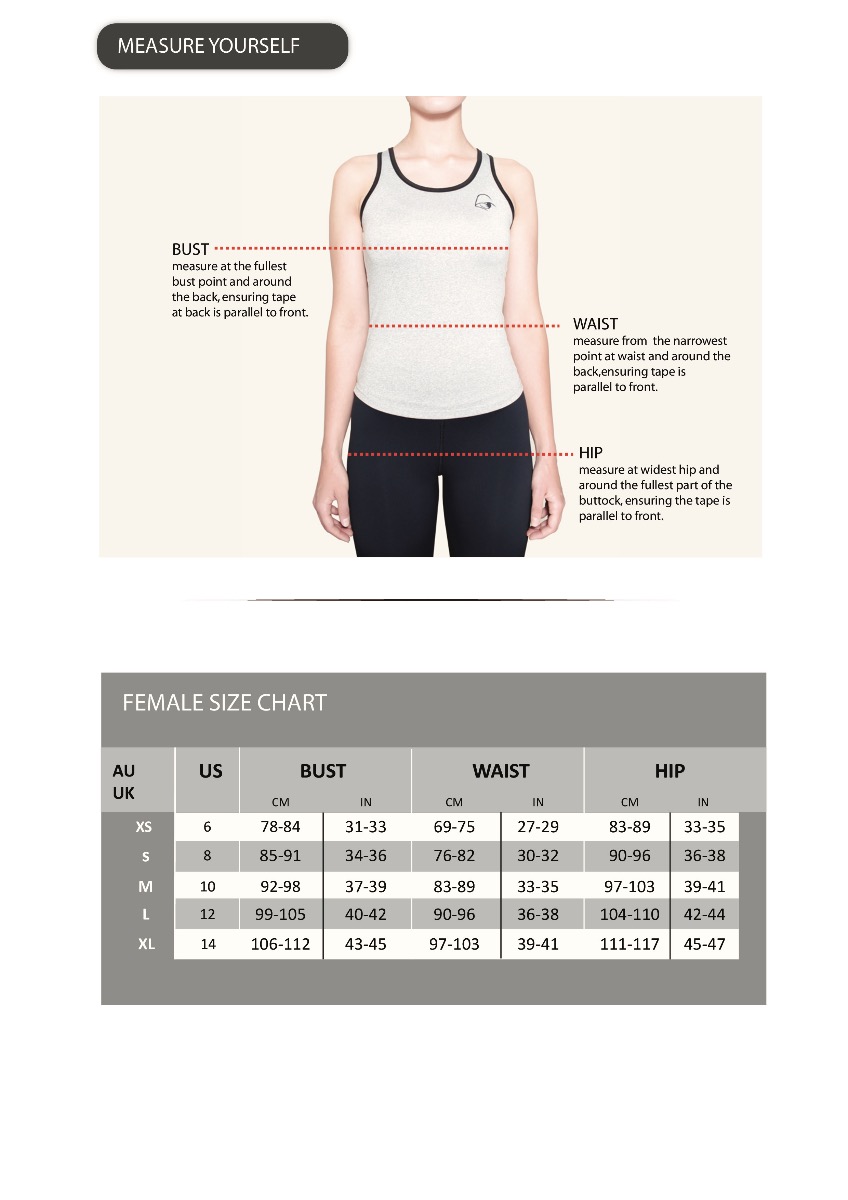 MEASURE YOURSELF
BUST
measure at the fullest
bust point and around
the back, ensuring tape
at back is parallel to front.
WAIST
measure from the narrowest
point at waist and around the
back,ensuring tape is
parallel to front.
HIP
measure at widest hip and
around the fullest part of the
buttock, ensuring the tape is
parallel to front.
FEMALE SIZE CHART
AU UK US BUST WAIST HIP
CM IN CM IN CM IN
XS 6 78-84 31-33 69-75 27-29 83-89 33-35
S 8 85-91 34-36 76-82 30-32 90-96 36-38
M 10 92-98 37-39 83-89 33-35 97-103 39-41
L 12 99-105 40-42 90-96 36-38 104-110 42-44
XL 14 106-112 43-45 97-103 39-41 111-117 45-47